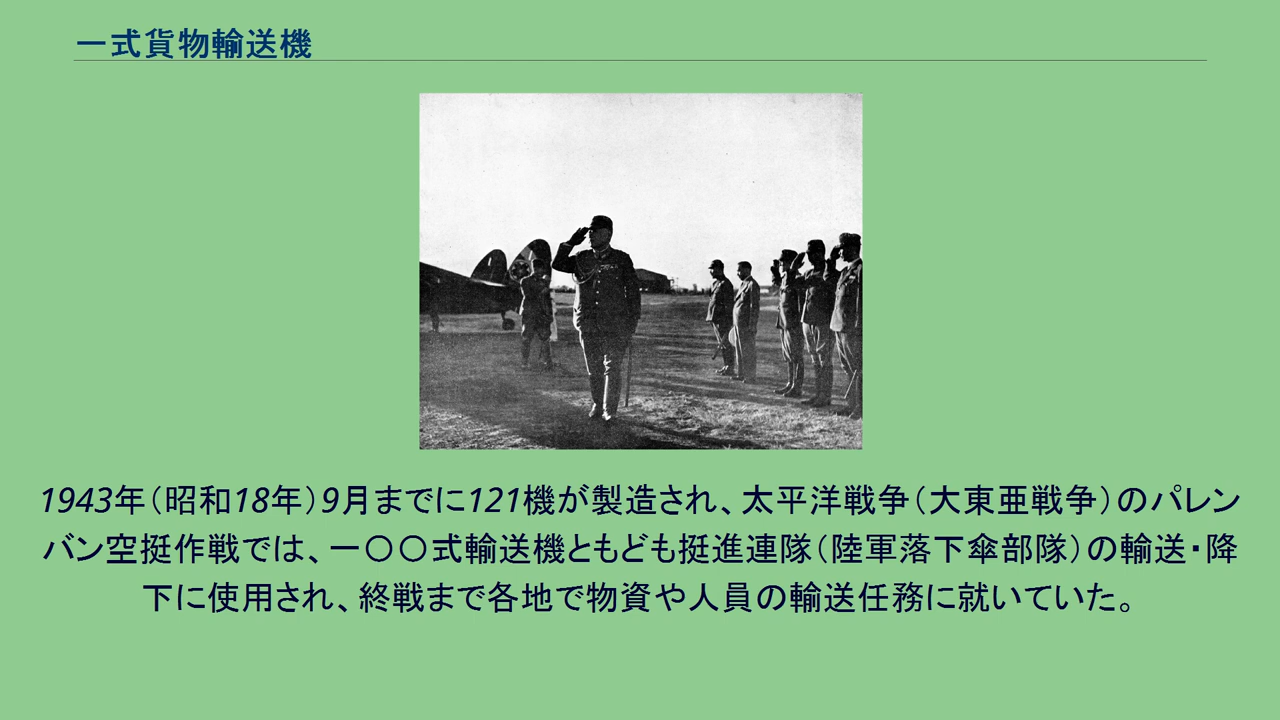 一式貨物輸送機
1943年（昭和18年）9月までに121機が製造され、太平洋戦争（大東亜戦争）のパレン
バン空挺作戦では、一〇〇式輸送機ともども挺進連隊（陸軍落下傘部隊）の輸送・降
下に使用され、終戦まで各地で物資や人員の輸送任務に就いていた。